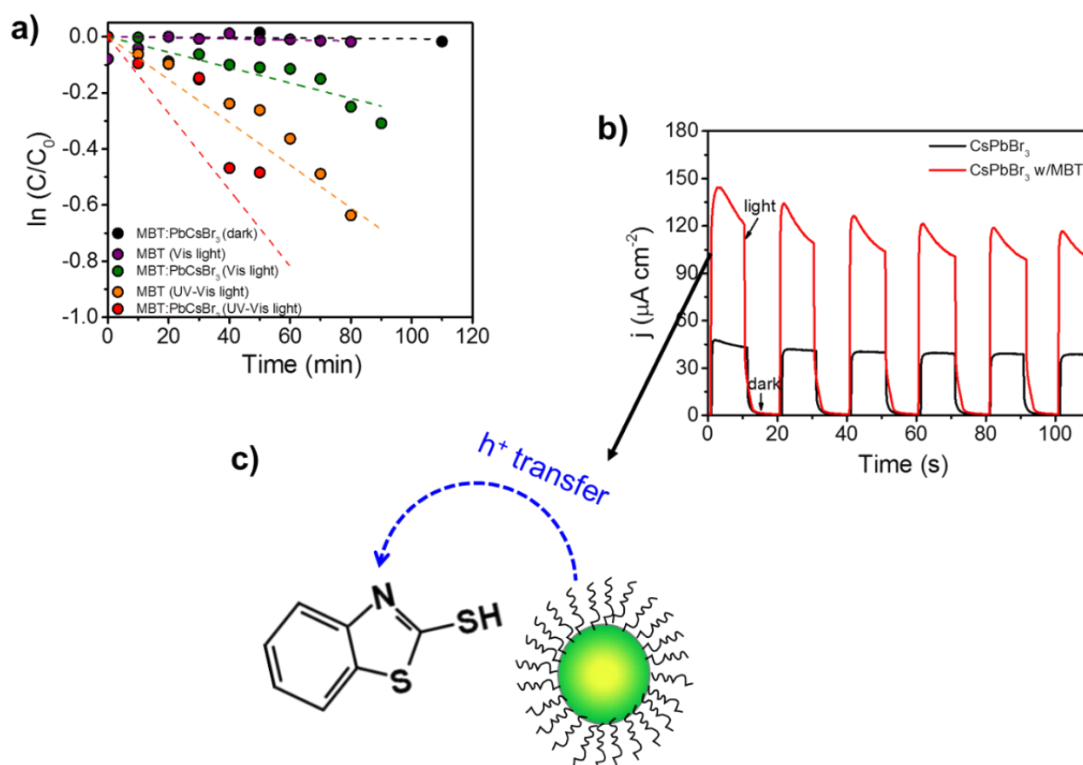 a)
ln (C/C₀)
0.0
-0.2
-0.4
-0.6
-0.8
-1.0
MBT:PbCsBr₃ (dark)
MBT (Vis light)
MBT:PbCsBr₃ (Vis light)
MBT (UV-Vis light)
MBT:PbCsBr₃ (UV-Vis light)
0 20 40 60 80 100 120
Time (min)
b)
j (µA cm⁻²)
180
150
120
90
60
30
0
CsPbBr₃
CsPbBr₃ w/MBT
light
dark
0 20 40 60 80 100
Time (s)
c)
h⁺ transfer
N
SH
S